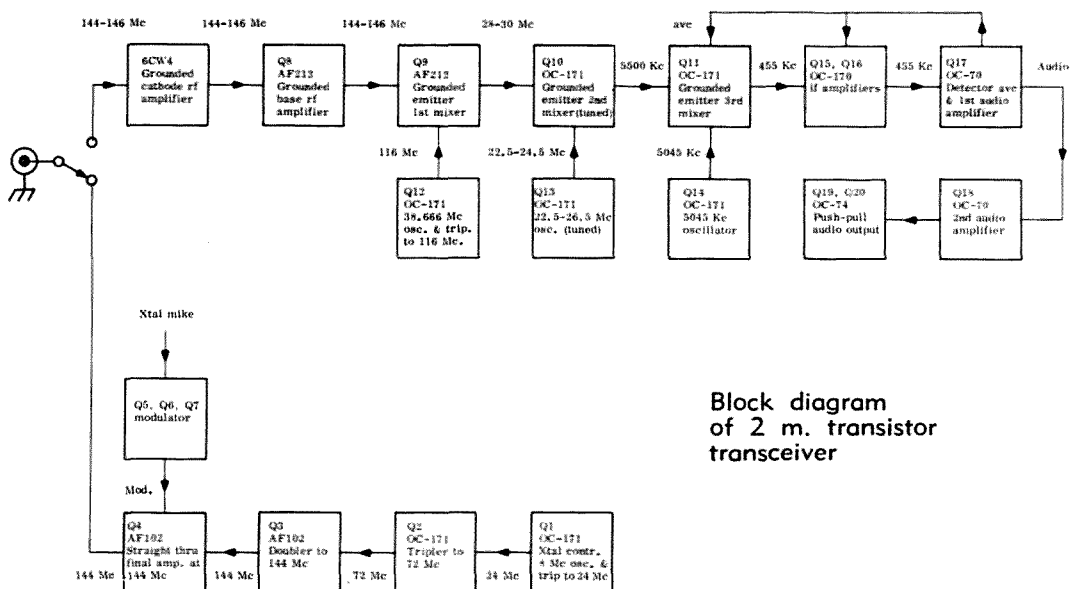 144-146 Mc
144-146 Mc
144-146 Mc
28-30 Mc
6CW4
Grounded
cathode rf
amplifier
Q8
AF212
Grounded
base rf
amplifier
Q9
AF212
Grounded
emitter
1st mixer
Q10
OC-171
Grounded
emitter 2nd
mixer(tuned)
5500 Kc
avc
Q11
OC-171
Grounded
emitter 3rd
mixer
455 Kc
Q15, Q16
OC-170
if amplifiers
455 Kc
Q17
OC-70
Detector avc
& 1st audio
amplifier
Audio
116 Mc
22.5-24.5 Mc
5045 Kc
Q12
OC-171
38.666 Mc
osc. & trip.
to 116 Mc.
Q13
OC-171
22.5-26.5 Mc
osc. (tuned)
Q14
OC-171
5045 Kc
oscillator
Q19, Q20
OC-74
Push-pull
audio output
Q18
OC-70
2nd audio
amplifier
Xtal mike
Q5, Q6, Q7
modulator
Mod.
Block diagram
of 2 m. transistor
transceiver
Q4
AF102
Straight thru
final amp. at
144 Mc
Q3
AF102
Doubler to
144 Mc
Q2
OC-171
Tripler to
72 Mc
Q1
OC-171
Xtal contr.
8 Mc osc. &
trip to 24 Mc
144 Mc
144 Mc
72 Mc
24 Mc